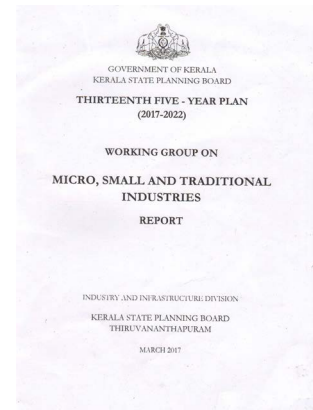 GOVERNMENT OF KERALA
KERALA STATE PLANNING BOARD
THIRTEENTH FIVE - YEAR PLAN
(2017-2022)
WORKING GROUP ON
MICRO, SMALL AND TRADITIONAL
INDUSTRIES
REPORT
INDUSTRY AND INFRASTRUCTURE DIVISION
KERALA STATE PLANNING BOARD
THIRUVANANTHAPURAM
MARCH 2017